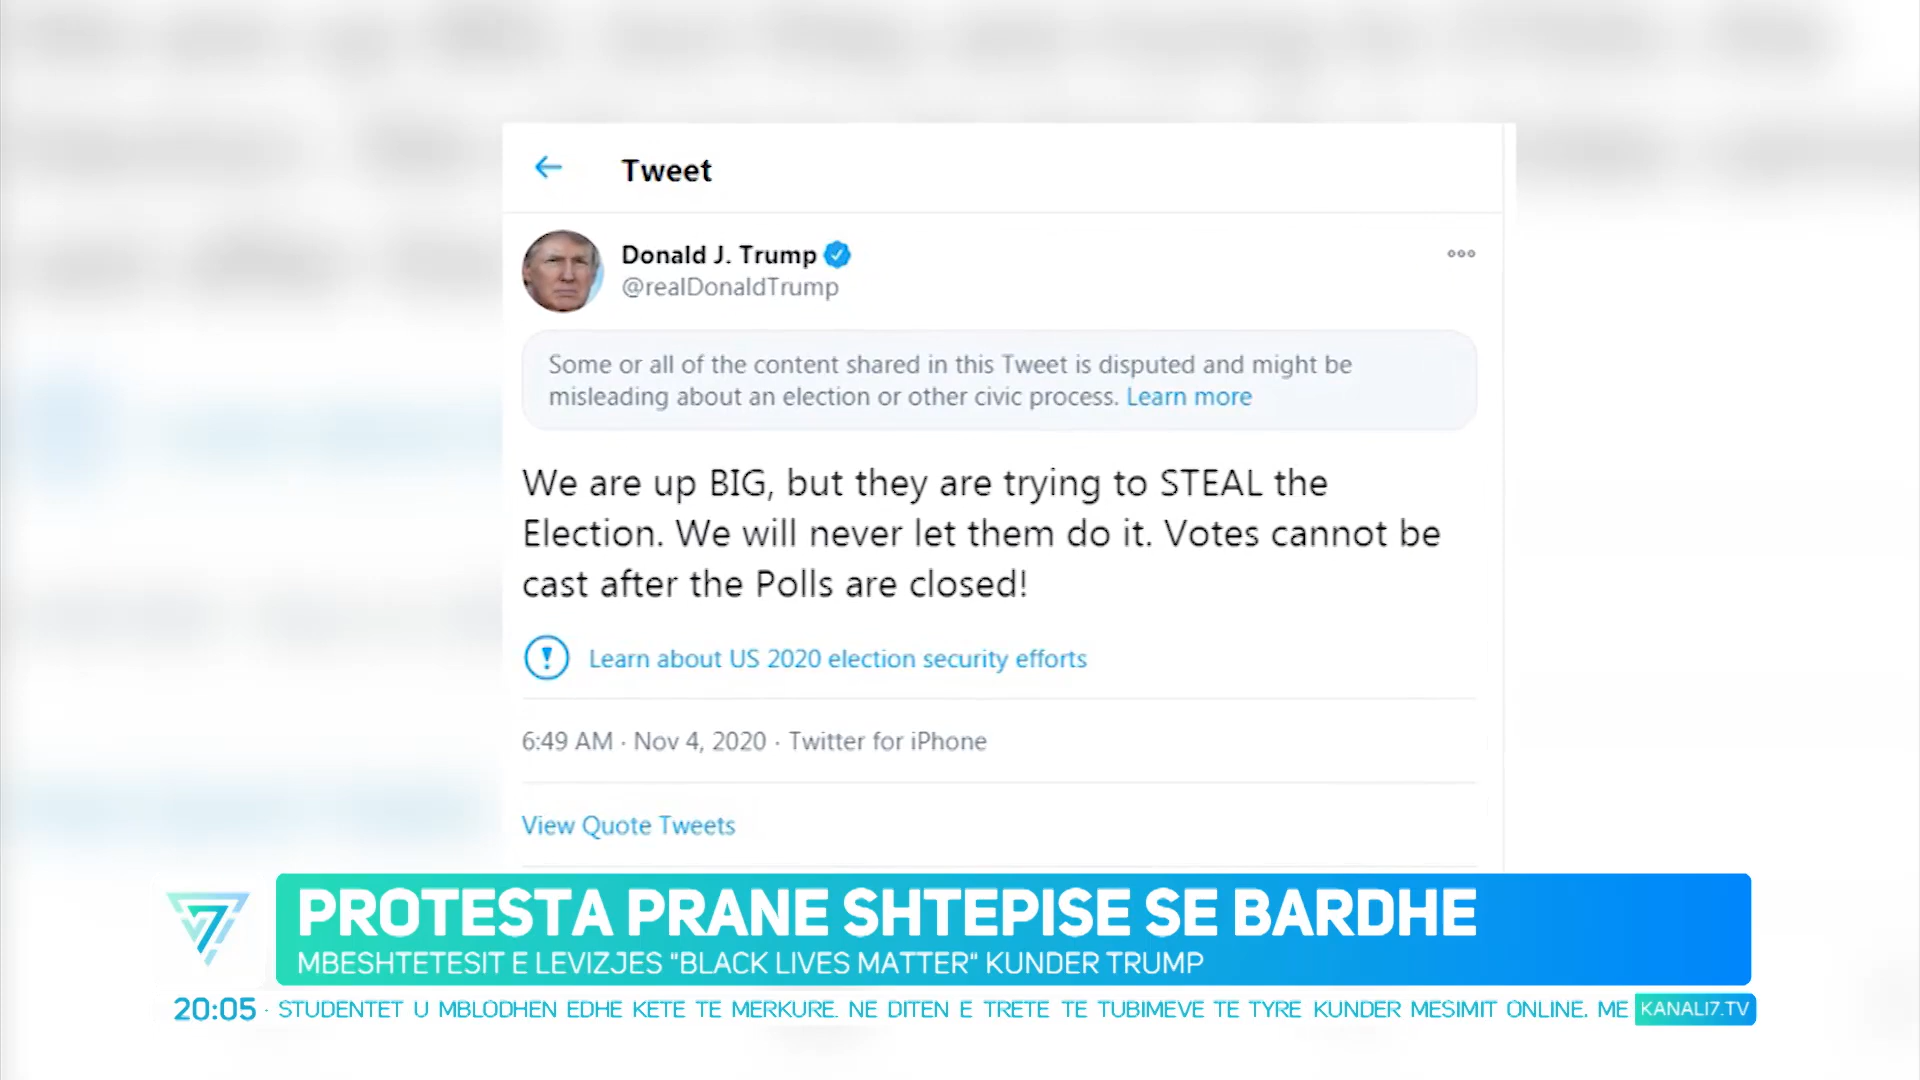 Tweet
Donald J. Trump
@realDonaldTrump
Some or all of the content shared in this Tweet is disputed and might be
misleading about an election or other civic process. Learn more
We are up BIG, but they are trying to STEAL the
Election. We will never let them do it. Votes cannot be
cast after the Polls are closed!
Learn about US 2020 election security efforts
6:49 AM · Nov 4, 2020 · Twitter for iPhone
View Quote Tweets
PROTESTA PRANE SHTEPISE SE BARDHE
MBESHTETESIT E LEVIZJES "BLACK LIVES MATTER" KUNDER TRUMP
20:05 · STUDENTET U MBLODHEN EDHE KETE TE MERKURE. NE DITEN E TRETE TE TUBIMEVE TE TYRE KUNDER MESIMIT ONLINE. ME KANALI7.TV